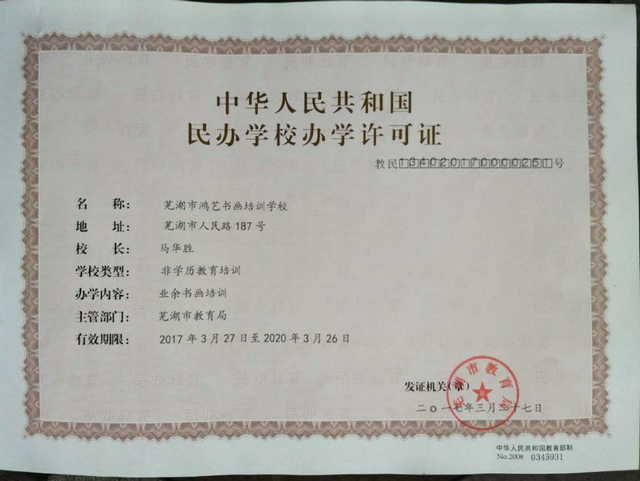 中华人民共和国
民办学校办学许可证
教民134020170000251号
名 称: 芜湖市鸿艺书画培训学校
地 址: 芜湖市人民路187号
校 长: 马华胜
学校类型: 非学历教育培训
办学内容: 业余书画培训
主管部门: 芜湖市教育局
有效期限: 2017年3月27日至2020年3月26日
芜湖市教育局
发证机关(章)
二〇一七年三月二十七日
中华人民共和国教育部制
No.2008 0345931